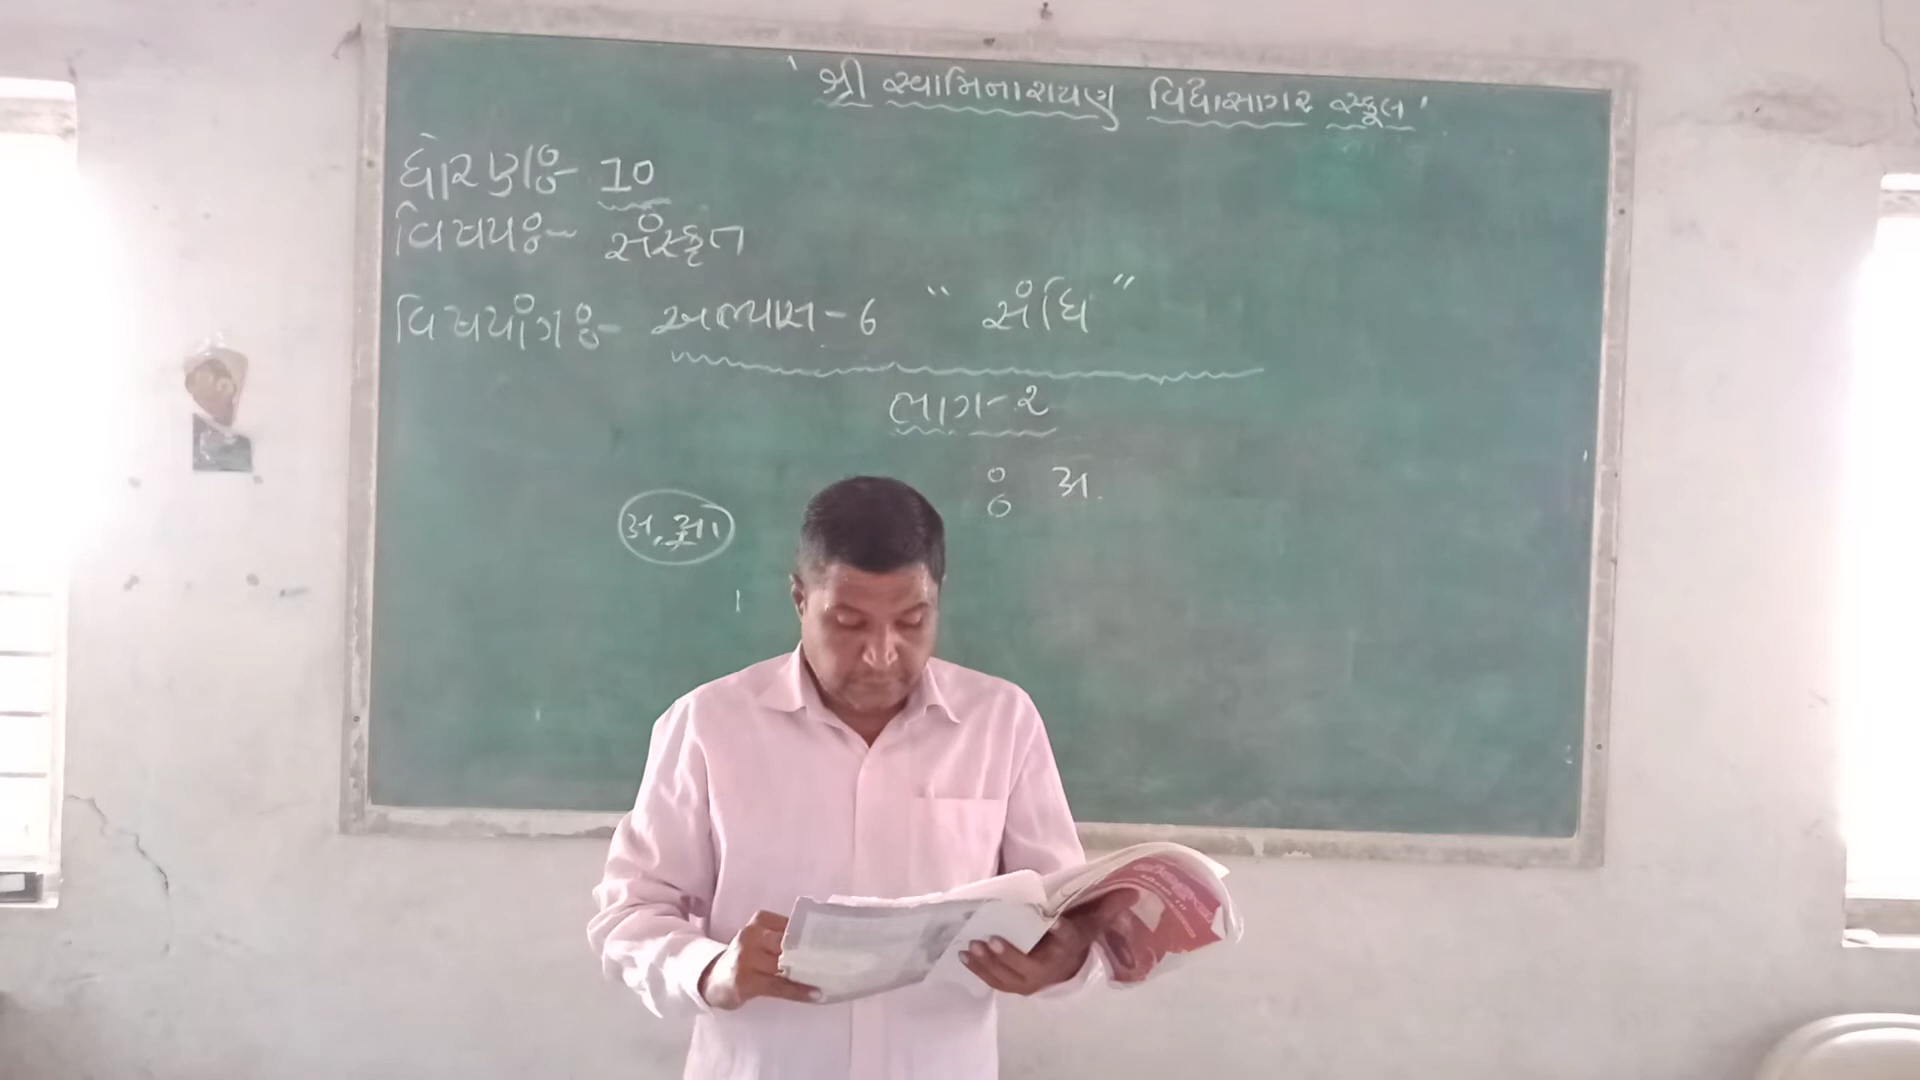 ' શ્રી સ્વામિનારાયણ વિદ્યાસાગર સ્કૂલ '
ધોરણઃ- 10
વિષયઃ- સંસ્કૃત
વિષયાંગઃ- અભ્યાસ-6 " સંધિ "
ભાગ-૨
ઃ अ.
अ, आ